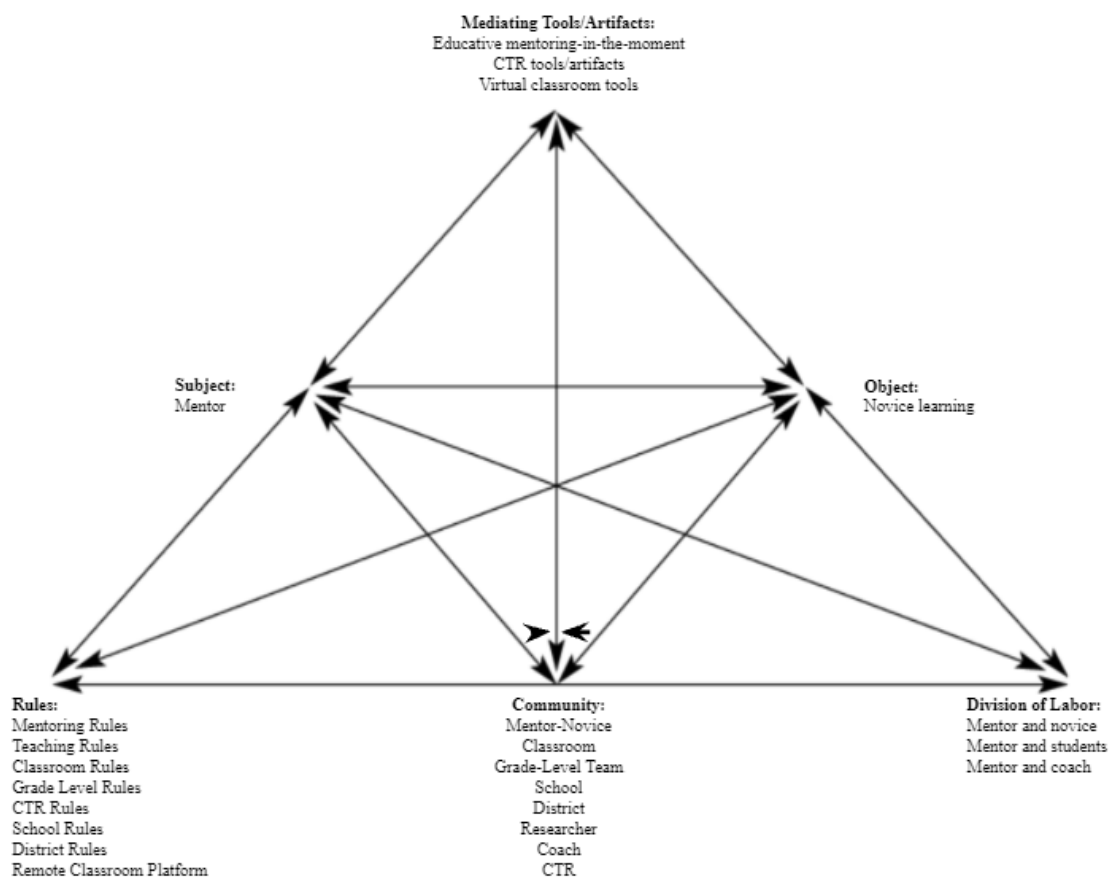 Mediating Tools/Artifacts:
Educative mentoring-in-the-moment
CTR tools/artifacts
Virtual classroom tools
Subject:
Mentor
Object:
Novice learning
Rules:
Mentoring Rules
Teaching Rules
Classroom Rules
Grade Level Rules
CTR Rules
School Rules
District Rules
Remote Classroom Platform
Community:
Mentor-Novice
Classroom
Grade-Level Team
School
District
Researcher
Coach
CTR
Division of Labor:
Mentor and novice
Mentor and students
Mentor and coach